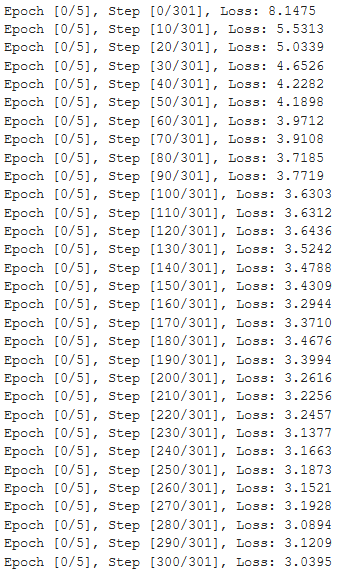 Epoch [0/5], Step [0/301], Loss: 8.1475
Epoch [0/5], Step [10/301], Loss: 5.5313
Epoch [0/5], Step [20/301], Loss: 5.0339
Epoch [0/5], Step [30/301], Loss: 4.6526
Epoch [0/5], Step [40/301], Loss: 4.2282
Epoch [0/5], Step [50/301], Loss: 4.1898
Epoch [0/5], Step [60/301], Loss: 3.9712
Epoch [0/5], Step [70/301], Loss: 3.9108
Epoch [0/5], Step [80/301], Loss: 3.7185
Epoch [0/5], Step [90/301], Loss: 3.7719
Epoch [0/5], Step [100/301], Loss: 3.6303
Epoch [0/5], Step [110/301], Loss: 3.6312
Epoch [0/5], Step [120/301], Loss: 3.6436
Epoch [0/5], Step [130/301], Loss: 3.5242
Epoch [0/5], Step [140/301], Loss: 3.4788
Epoch [0/5], Step [150/301], Loss: 3.4309
Epoch [0/5], Step [160/301], Loss: 3.2944
Epoch [0/5], Step [170/301], Loss: 3.3710
Epoch [0/5], Step [180/301], Loss: 3.4676
Epoch [0/5], Step [190/301], Loss: 3.3994
Epoch [0/5], Step [200/301], Loss: 3.2616
Epoch [0/5], Step [210/301], Loss: 3.2256
Epoch [0/5], Step [220/301], Loss: 3.2457
Epoch [0/5], Step [230/301], Loss: 3.1377
Epoch [0/5], Step [240/301], Loss: 3.1663
Epoch [0/5], Step [250/301], Loss: 3.1873
Epoch [0/5], Step [260/301], Loss: 3.1521
Epoch [0/5], Step [270/301], Loss: 3.1928
Epoch [0/5], Step [280/301], Loss: 3.0894
Epoch [0/5], Step [290/301], Loss: 3.1209
Epoch [0/5], Step [300/301], Loss: 3.0395